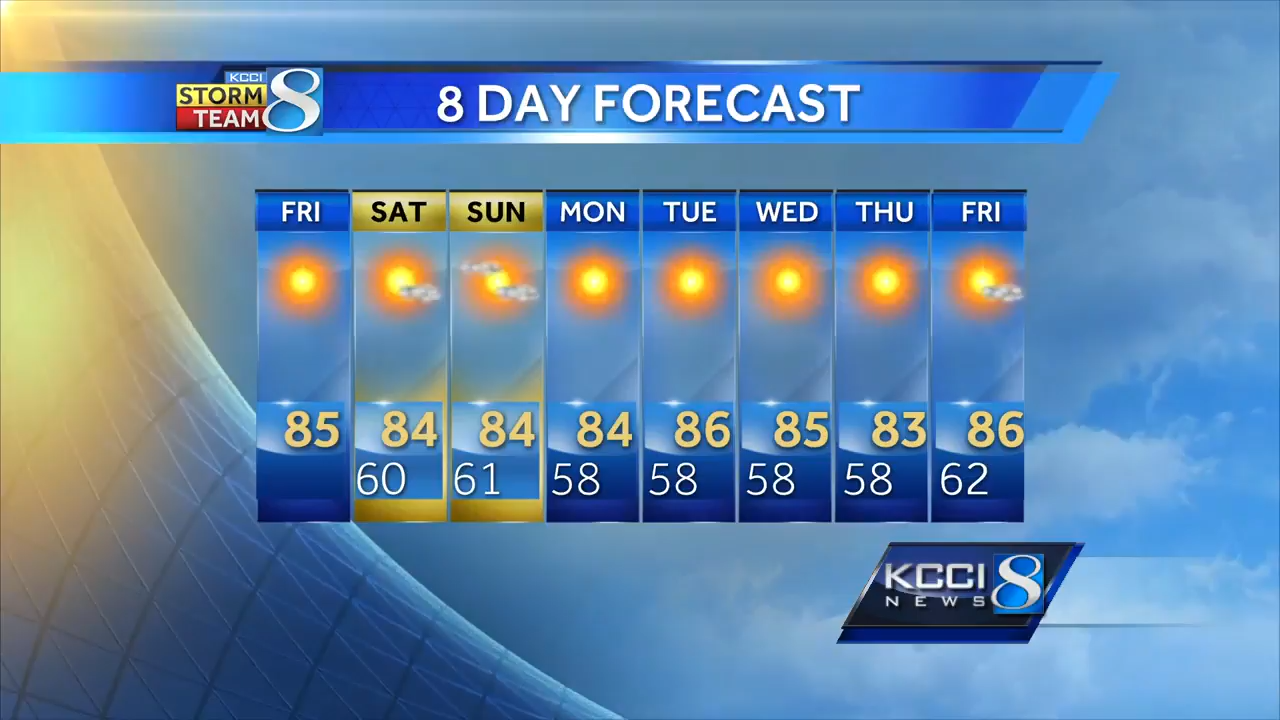 KCCI
STORM
TEAM 8
8 DAY FORECAST
FRI SAT SUN MON TUE WED THU FRI
85 84 84 84 86 85 83 86
60 61 58 58 58 58 62
KCCI 8
NEWS